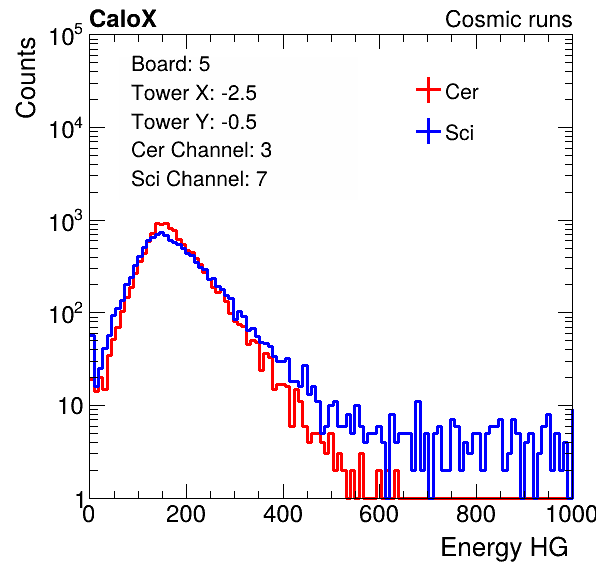 CaloX Cosmic runs
Counts
10^5
10^4
10^3
10^2
10
1
Board: 5
Tower X: -2.5
Tower Y: -0.5
Cer Channel: 3
Sci Channel: 7
Cer
Sci
0 200 400 600 800 1000
Energy HG